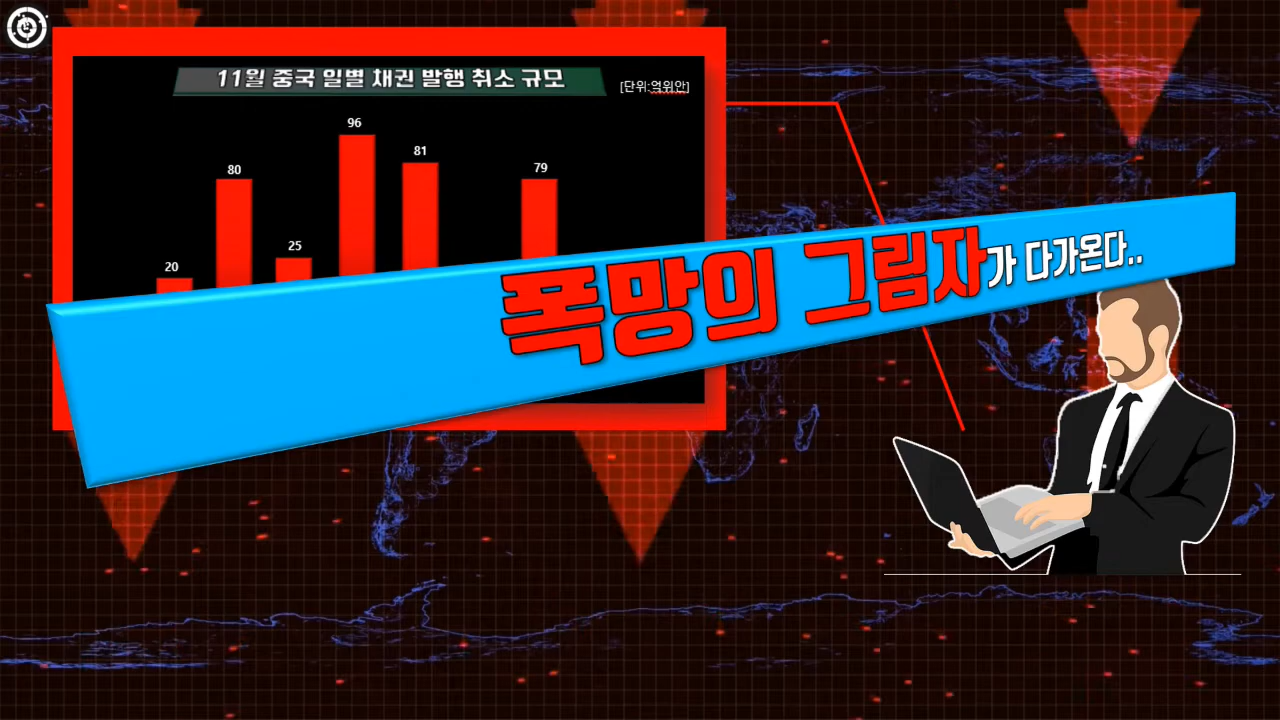 11월 중국 일별 채권 발행 취소 규모
[단위:억위안]
96
81
80
79
25
20
폭망의 그림자가 다가온다..